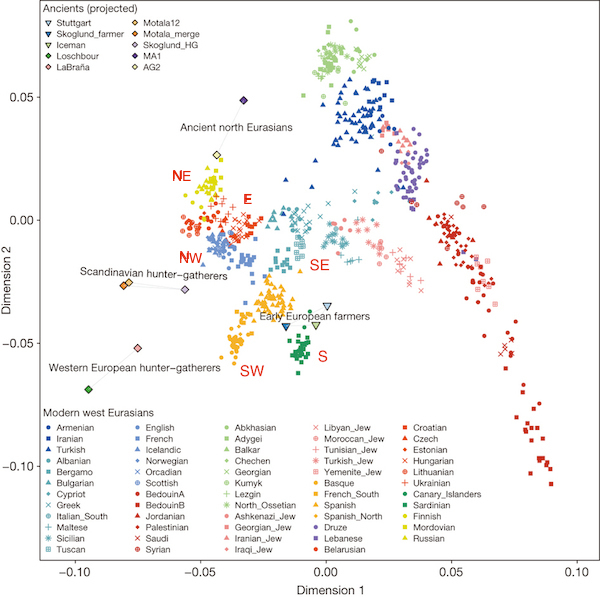 Ancients (projected)
Stuttgart
Skoglund_farmer
Iceman
Loschbour
LaBraña
Motala12
Motala_merge
Skoglund_HG
MA1
AG2
Ancient north Eurasians
NE
E
NW
SE
Scandinavian hunter-gatherers
Early European farmers
Western European hunter-gatherers
SW
S
Modern west Eurasians
Armenian
Iranian
Turkish
Albanian
Bergamo
Bulgarian
Cypriot
Greek
Italian_South
Maltese
Sicilian
Tuscan
English
French
Icelandic
Norwegian
Orcadian
Scottish
BedouinA
BedouinB
Jordanian
Palestinian
Saudi
Syrian
Abkhasian
Adygei
Balkar
Chechen
Georgian
Kumyk
Lezgin
North_Ossetian
Ashkenazi_Jew
Georgian_Jew
Iranian_Jew
Iraqi_Jew
Libyan_Jew
Moroccan_Jew
Tunisian_Jew
Turkish_Jew
Yemenite_Jew
Basque
French_South
Spanish
Spanish_North
Druze
Lebanese
Belarusian
Croatian
Czech
Estonian
Hungarian
Lithuanian
Ukrainian
Canary_Islanders
Sardinian
Finnish
Mordovian
Russian
Dimension 2
0.05
0.00
−0.05
−0.10
−0.10
−0.05
0.00
0.05
0.10
Dimension 1